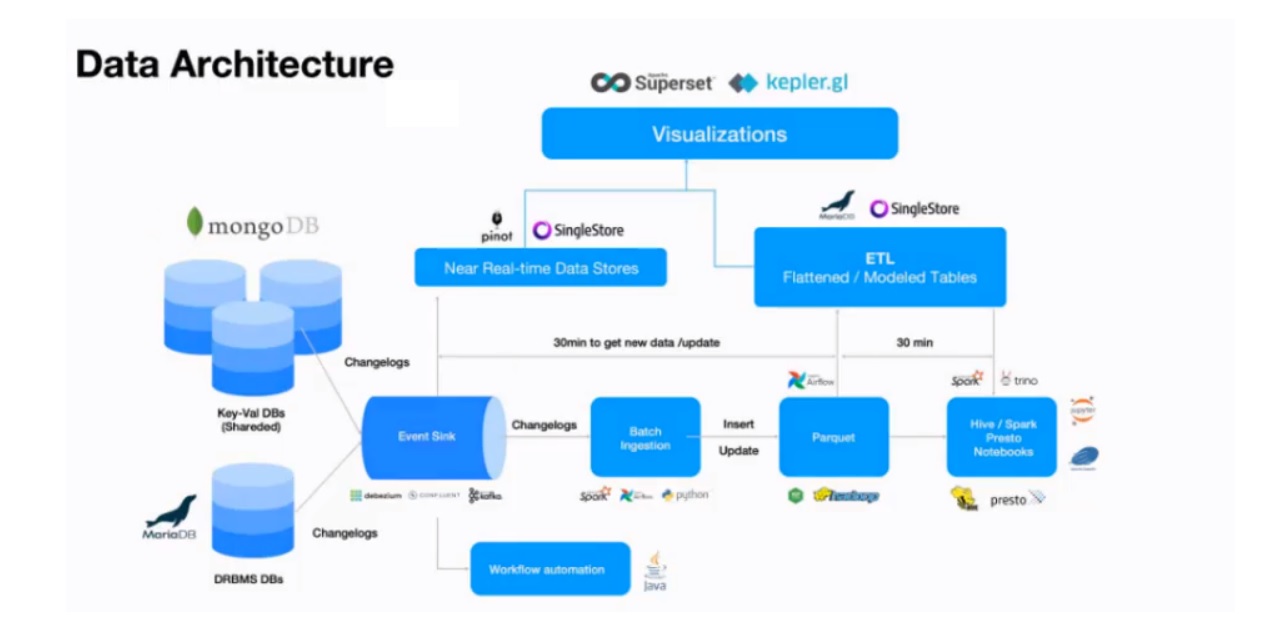 Data Architecture
Apache
Superset
kepler.gl
Visualizations
MariaDB
SingleStore
mongoDB
pinot
SingleStore
Near Real-time Data Stores
ETL
Flattened / Modeled Tables
30min to get new data /update
30 min
Changelogs
Airflow
Spark
trino
jupyter
Key-Val DBs
(Shareded)
Event Sink
Changelogs
Batch
Ingestion
Insert
Update
Parquet
Hive / Spark
Presto
Notebooks
debezium
CONFLUENT
kafka
Spark
Airflow
python
hadoop
presto
MariaDB
Changelogs
DRBMS DBs
Workflow automation
Java